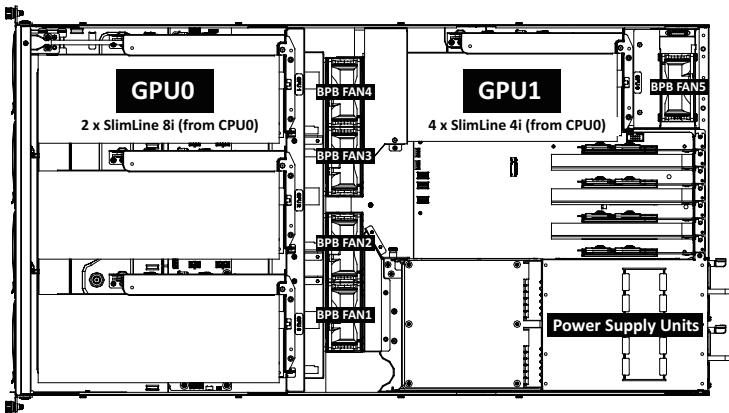 GPU0
2 x SlimLine 8i (from CPU0)
BPB FAN4
BPB FAN3
BPB FAN2
BPB FAN1
GPU1
4 x SlimLine 4i (from CPU0)
BPB FAN5
Power Supply Units